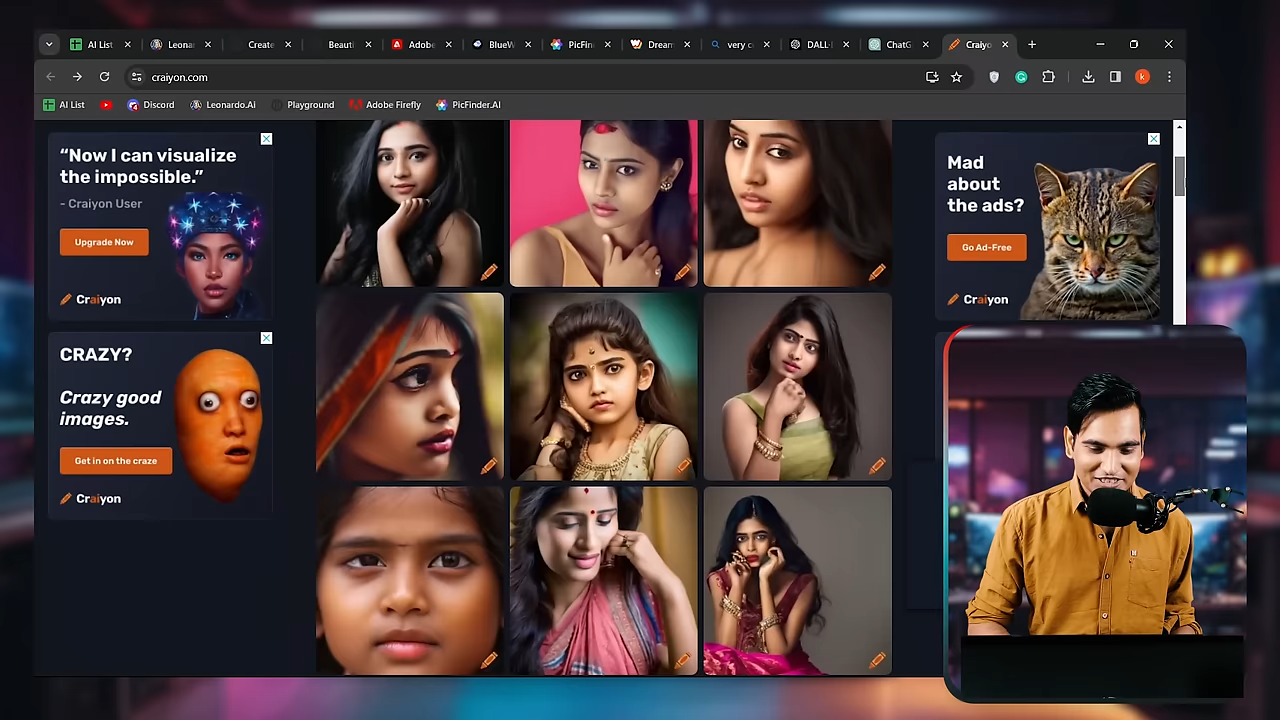 AI List
Leona
Create
Beauti
Adobe
BlueW
PicFin
Dream
very c
DALL·
ChatG
Craiyo
craiyon.com
k
AI List
Discord
Leonardo.Ai
Playground
Adobe Firefly
PicFinder.AI
“Now I can visualize
the impossible.”
- Craiyon User
Upgrade Now
Craiyon
CRAZY?
Crazy good
images.
Get in on the craze
Craiyon
Mad
about
the ads?
Go Ad-Free
Craiyon